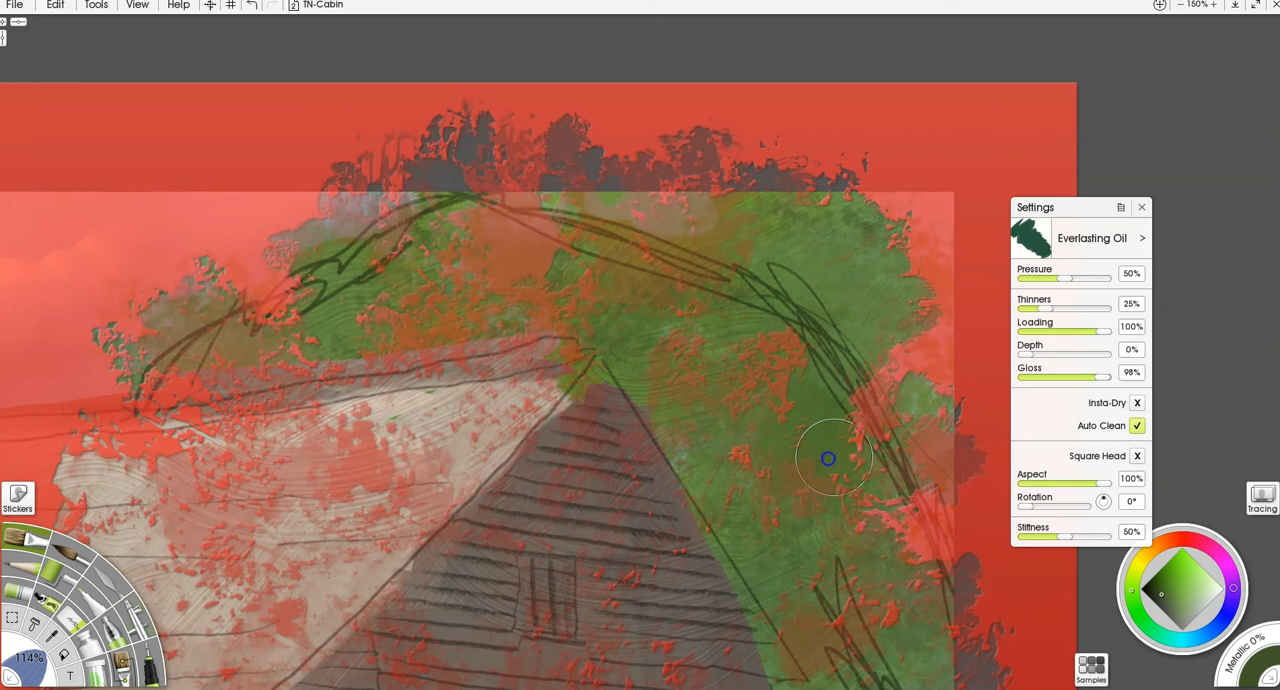 File Edit Tools View Help TN-Cabin − 150% +
Settings
Everlasting Oil >
Pressure 50%
Thinners 25%
Loading 100%
Depth 0%
Gloss 98%
Insta-Dry X
Auto Clean ✓
Square Head X
Aspect 100%
Rotation 0°
Stiffness 50%
Stickers
Tracing
114%
T
Samples
Metallic 0%